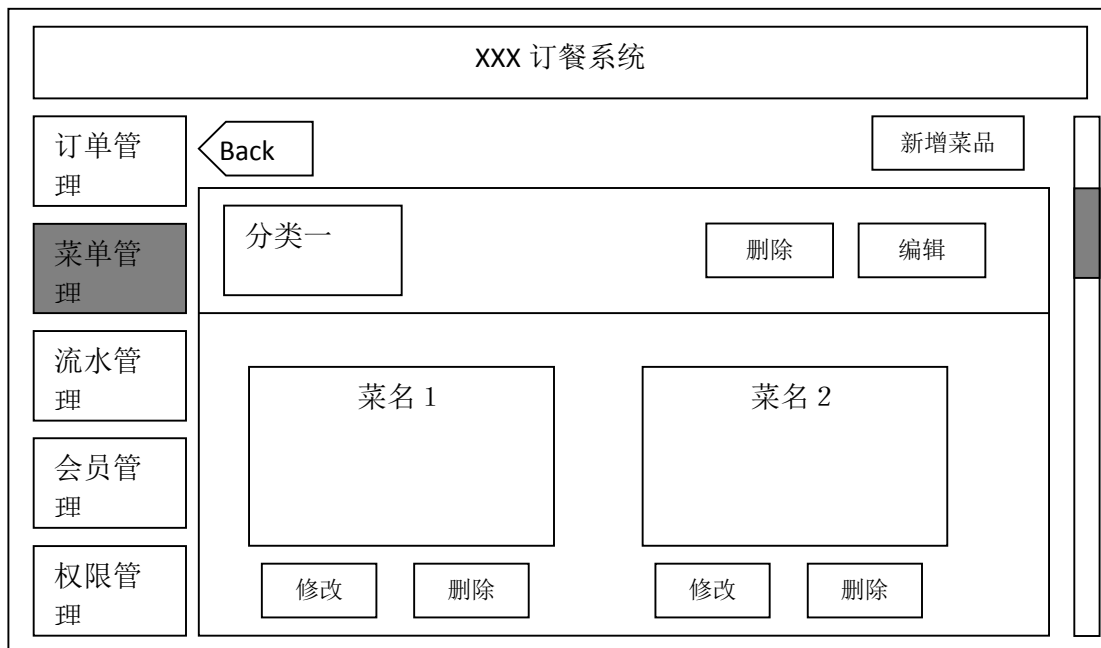 XXX 订餐系统
订单管
理
Back
新增菜品
菜单管
理
分类一
删除
编辑
流水管
理
菜名 1
菜名 2
会员管
理
权限管
理
修改
删除
修改
删除